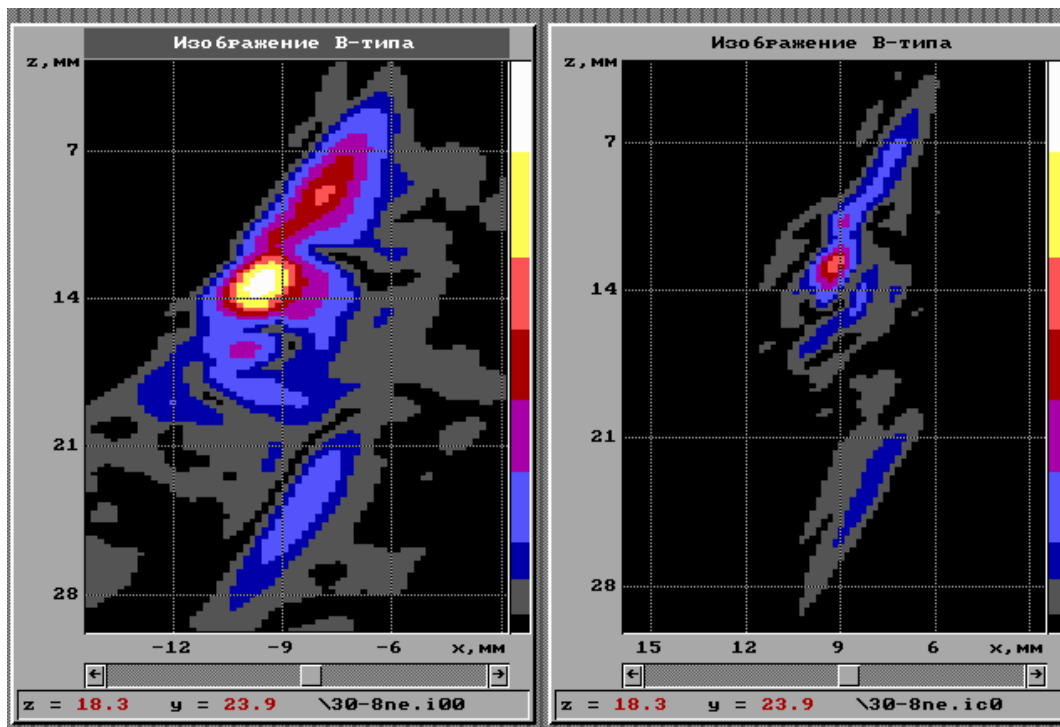 Изображение В-типа
z,мм
7
14
21
28
-12 -9 -6 x,мм
z = 18.3 y = 23.9 \30-8ne.i00
Изображение В-типа
z,мм
7
14
21
28
15 12 9 6 x,мм
z = 18.3 y = 23.9 \30-8ne.ic0